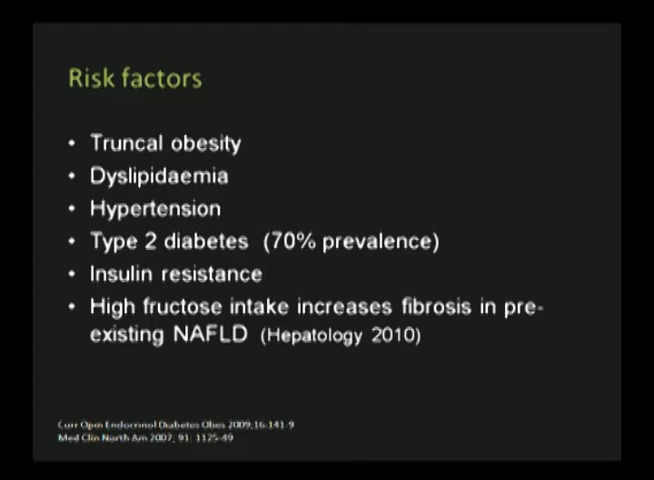 Risk factors
• Truncal obesity
• Dyslipidaemia
• Hypertension
• Type 2 diabetes (70% prevalence)
• Insulin resistance
• High fructose intake increases fibrosis in pre-
existing NAFLD (Hepatology 2010)
Curr Opin Endocrinol Diabetes Obes 2009;16:141-9
Med Clin North Am 2007; 91: 1125-49